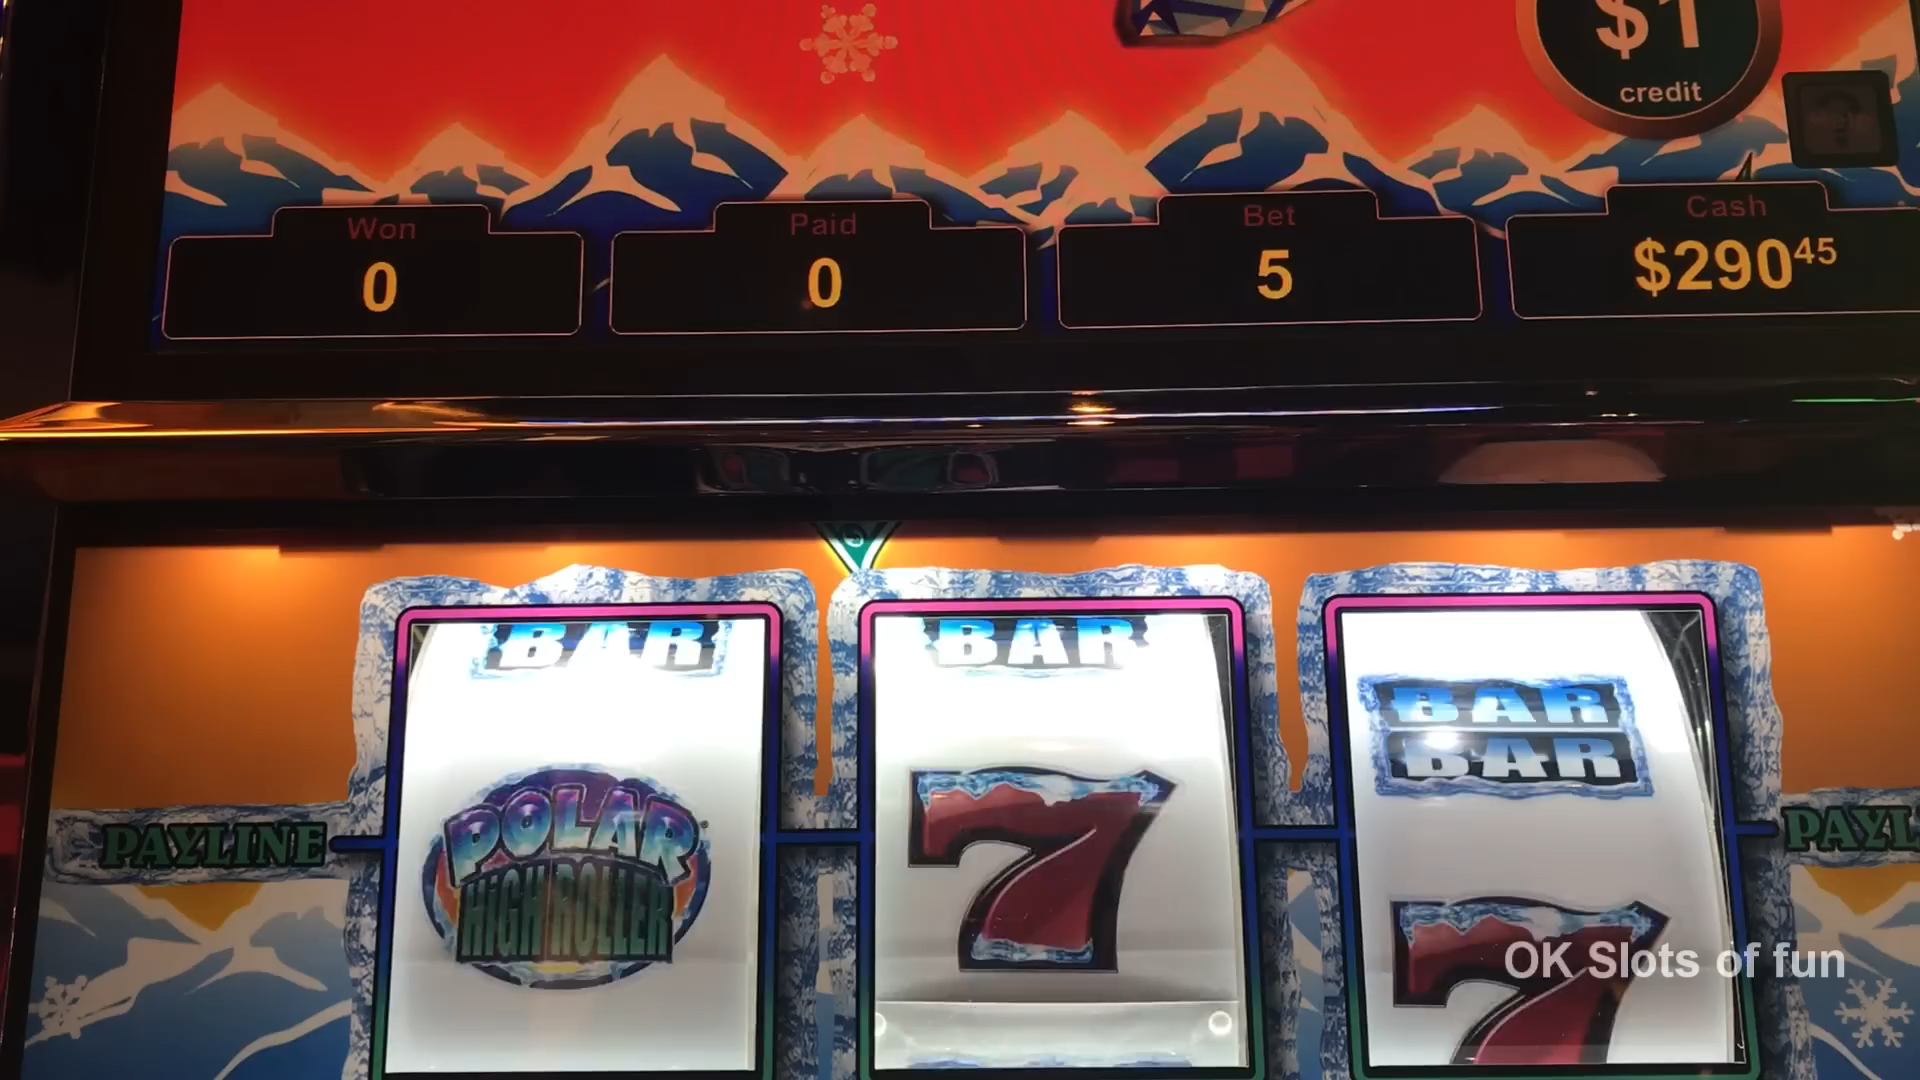 $1
credit
Won
Paid
Bet
Cash
0
0
5
$29045
BAR
BAR
BAR
BAR
POLAR
HIGH ROLLER
7
7
PAYLINE
PAYL
OK Slots of fun